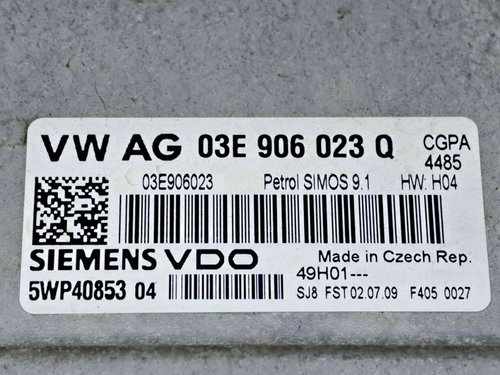 VW AG 03E 906 023 Q CGPA
4485
03E906023 Petrol SIMOS 9.1 HW: H04
SIEMENS VDO Made in Czech Rep.
49H01---
5WP40853 04 SJ8 FST 02.07.09 F405 0027